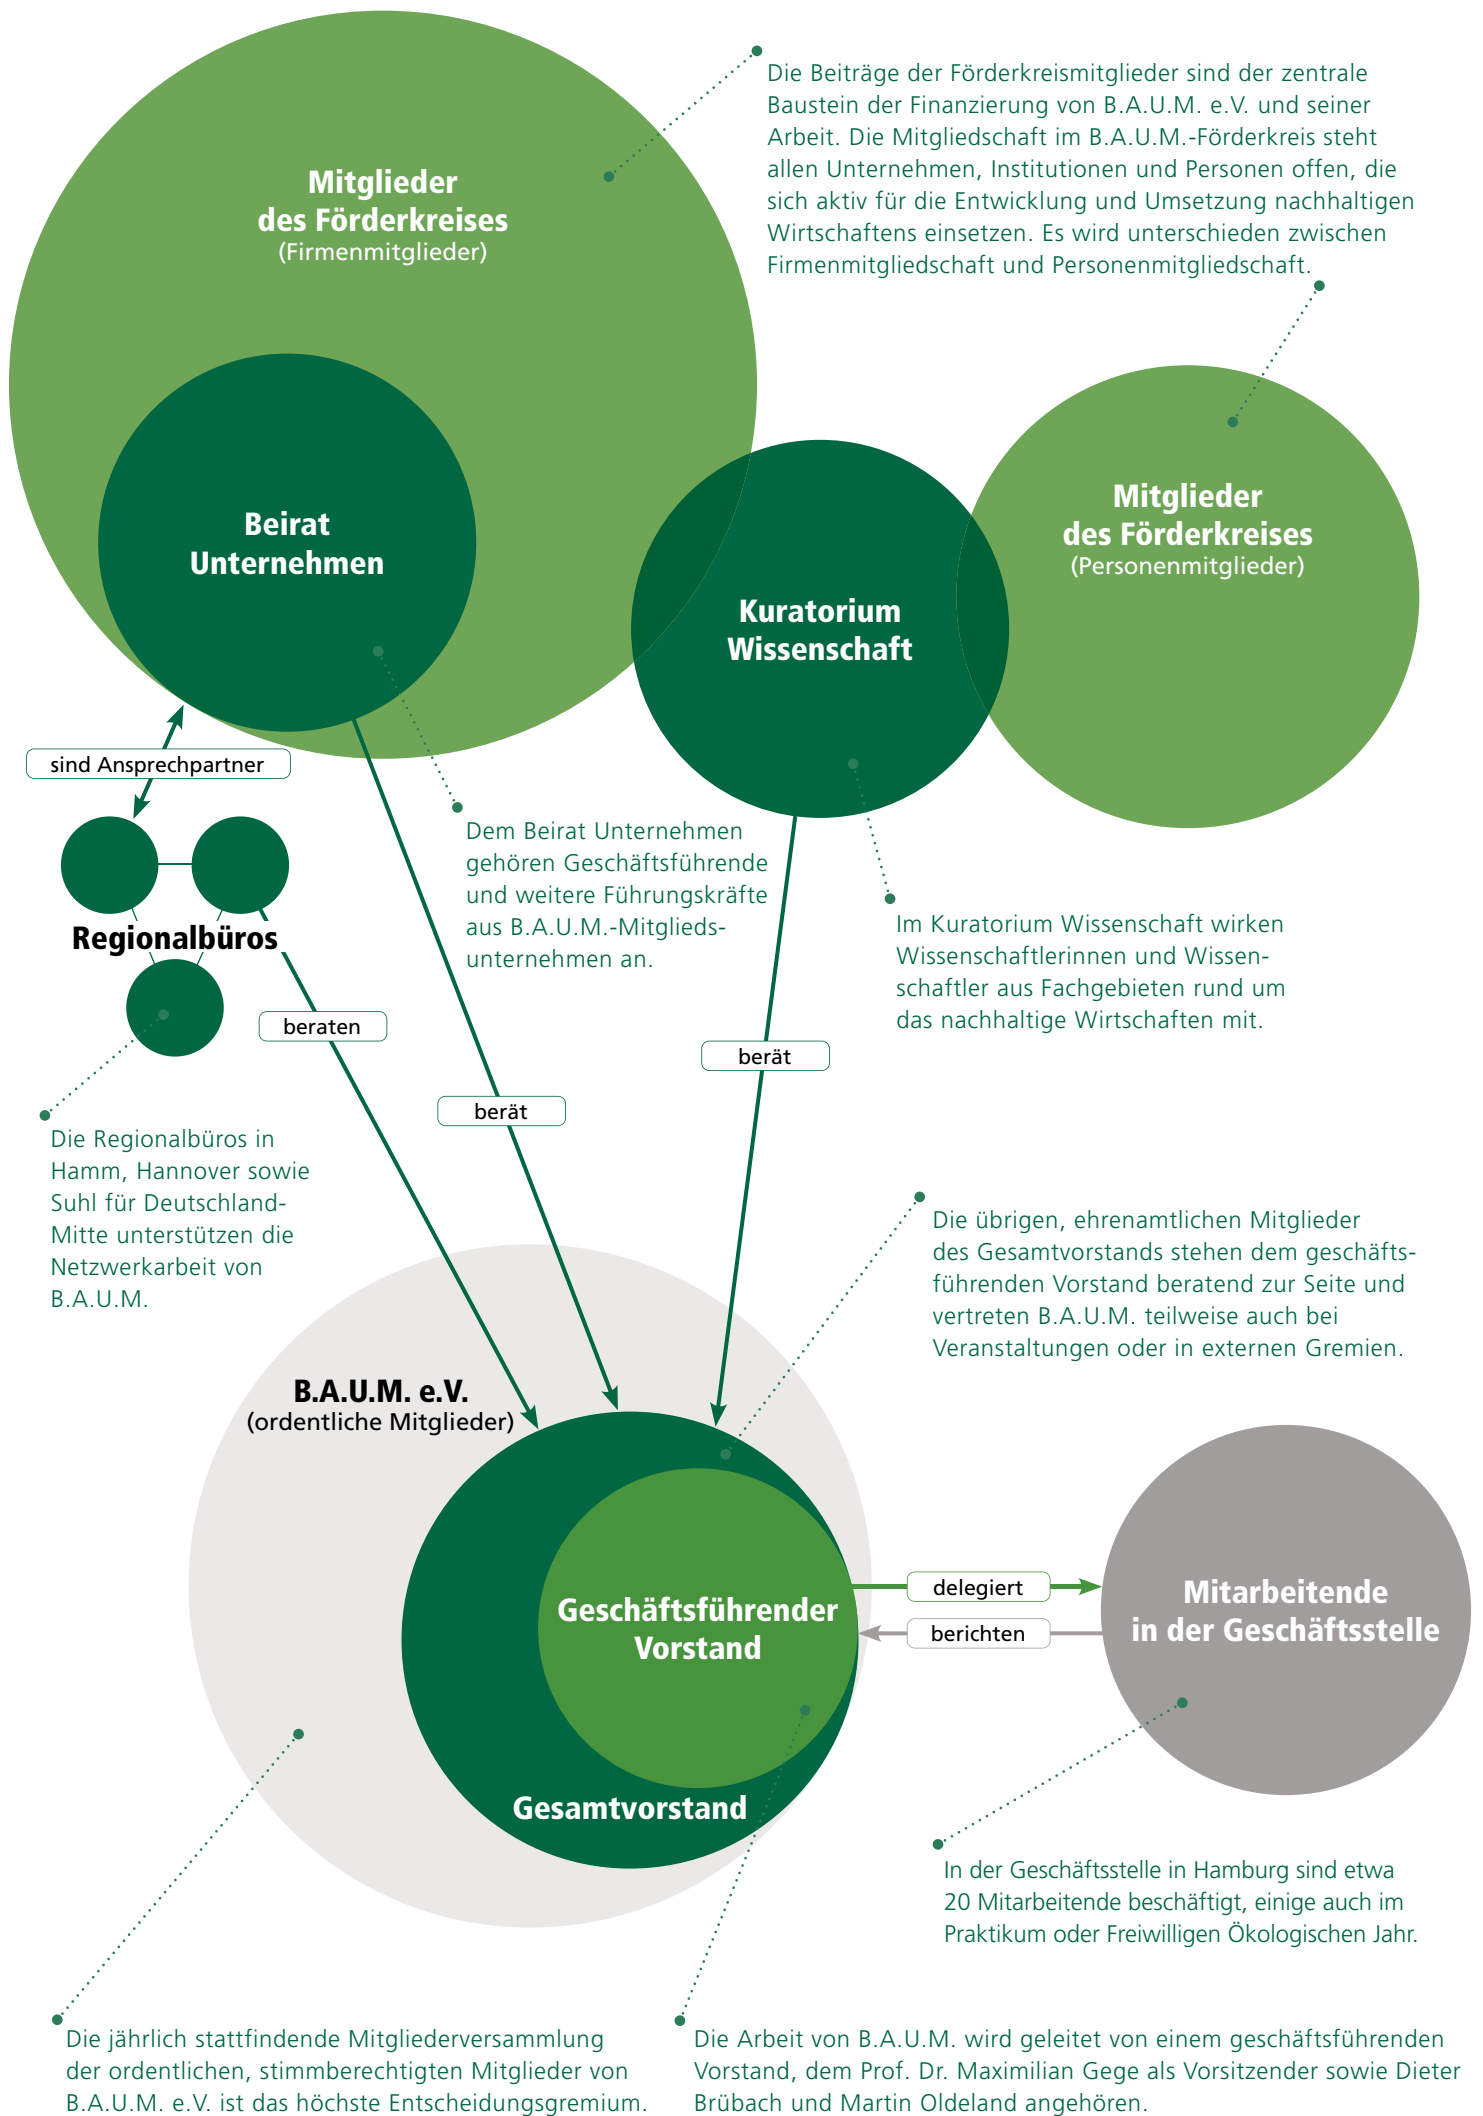 Die Beiträge der Förderkreismitglieder sind der zentrale
Baustein der Finanzierung von B.A.U.M. e.V. und seiner
Arbeit. Die Mitgliedschaft im B.A.U.M.-Förderkreis steht
allen Unternehmen, Institutionen und Personen offen, die
sich aktiv für die Entwicklung und Umsetzung nachhaltigen
Wirtschaftens einsetzen. Es wird unterschieden zwischen
Firmenmitgliedschaft und Personenmitgliedschaft.
Mitglieder
des Förderkreises
(Firmenmitglieder)
Beirat
Unternehmen
Kuratorium
Wissenschaft
Mitglieder
des Förderkreises
(Personenmitglieder)
sind Ansprechpartner
Dem Beirat Unternehmen
gehören Geschäftsführende
und weitere Führungskräfte
aus B.A.U.M.-Mitglieds-
unternehmen an.
Im Kuratorium Wissenschaft wirken
Wissenschaftlerinnen und Wissen-
schaftler aus Fachgebieten rund um
das nachhaltige Wirtschaften mit.
Regionalbüros
beraten
berät
berät
Die Regionalbüros in
Hamm, Hannover sowie
Suhl für Deutschland-
Mitte unterstützen die
Netzwerkarbeit von
B.A.U.M.
Die übrigen, ehrenamtlichen Mitglieder
des Gesamtvorstands stehen dem geschäfts-
führenden Vorstand beratend zur Seite und
vertreten B.A.U.M. teilweise auch bei
Veranstaltungen oder in externen Gremien.
B.A.U.M. e.V.
(ordentliche Mitglieder)
Geschäftsführender
Vorstand
Gesamtvorstand
delegiert
berichten
Mitarbeitende
in der Geschäftsstelle
In der Geschäftsstelle in Hamburg sind etwa
20 Mitarbeitende beschäftigt, einige auch im
Praktikum oder Freiwilligen Ökologischen Jahr.
Die jährlich stattfindende Mitgliederversammlung
der ordentlichen, stimmberechtigten Mitglieder von
B.A.U.M. e.V. ist das höchste Entscheidungsgremium.
Die Arbeit von B.A.U.M. wird geleitet von einem geschäftsführenden
Vorstand, dem Prof. Dr. Maximilian Gege als Vorsitzender sowie Dieter
Brübach und Martin Oldeland angehören.